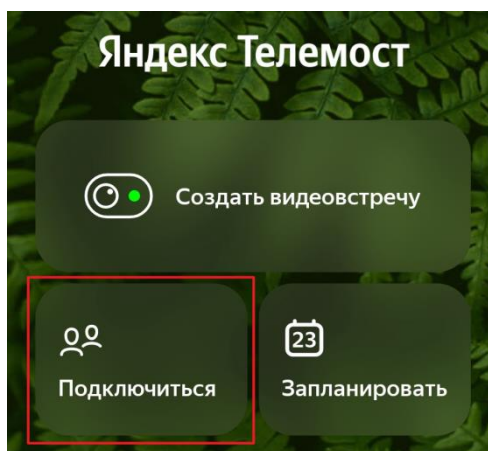 Яндекс Телемост
Создать видеовстречу
23
Подключиться
Запланировать